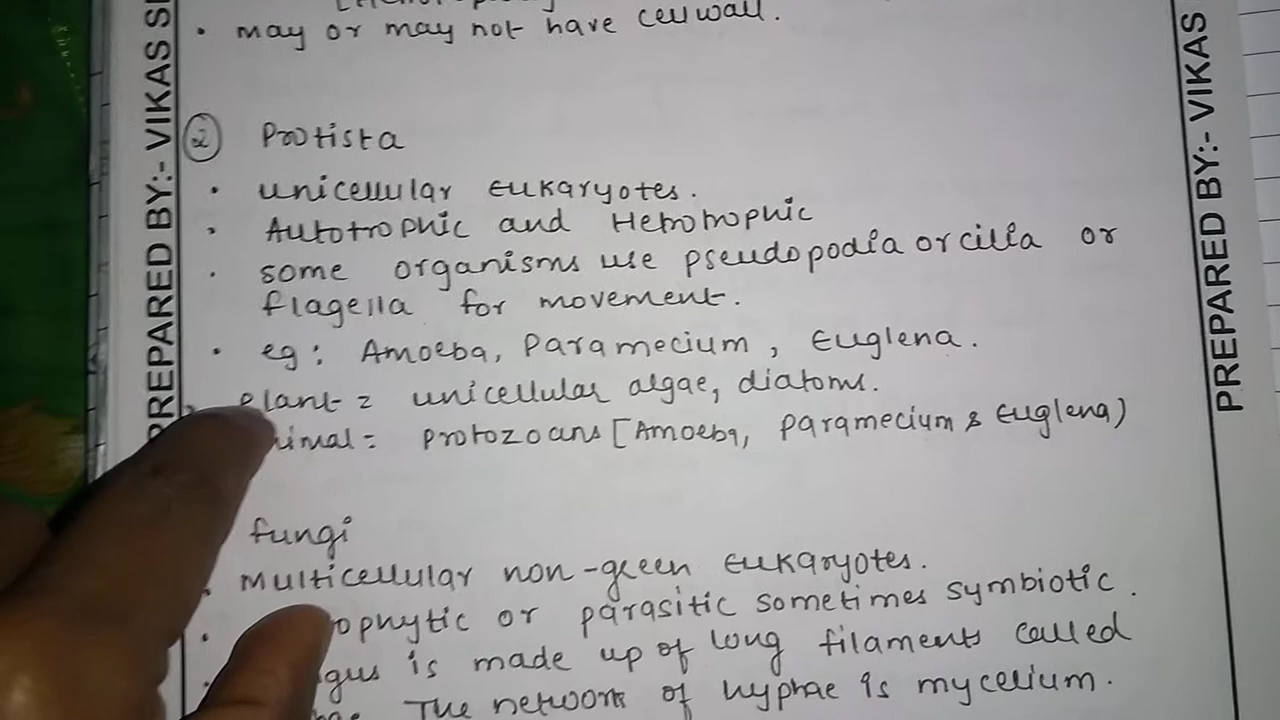 • may or may not have cell wall.
② Protista
• unicellular Eukaryotes.
• Autotrophic and Hetrotrophic
• some organisms use pseudopodia or cilia or
flagella for movement.
• eg: Amoeba, Paramecium, Euglena.
Plant = unicellular algae, diatoms.
= Protozoans [Amoeba, paramecium & Euglena)
fungi
• Multicellular non-green Eukaryotes.
• or parasitic sometimes symbiotic.
• is made up of long filaments called
The network of hyphae is mycelium.
PREPARED BY:- VIKAS
PREPARED BY:- VIKAS